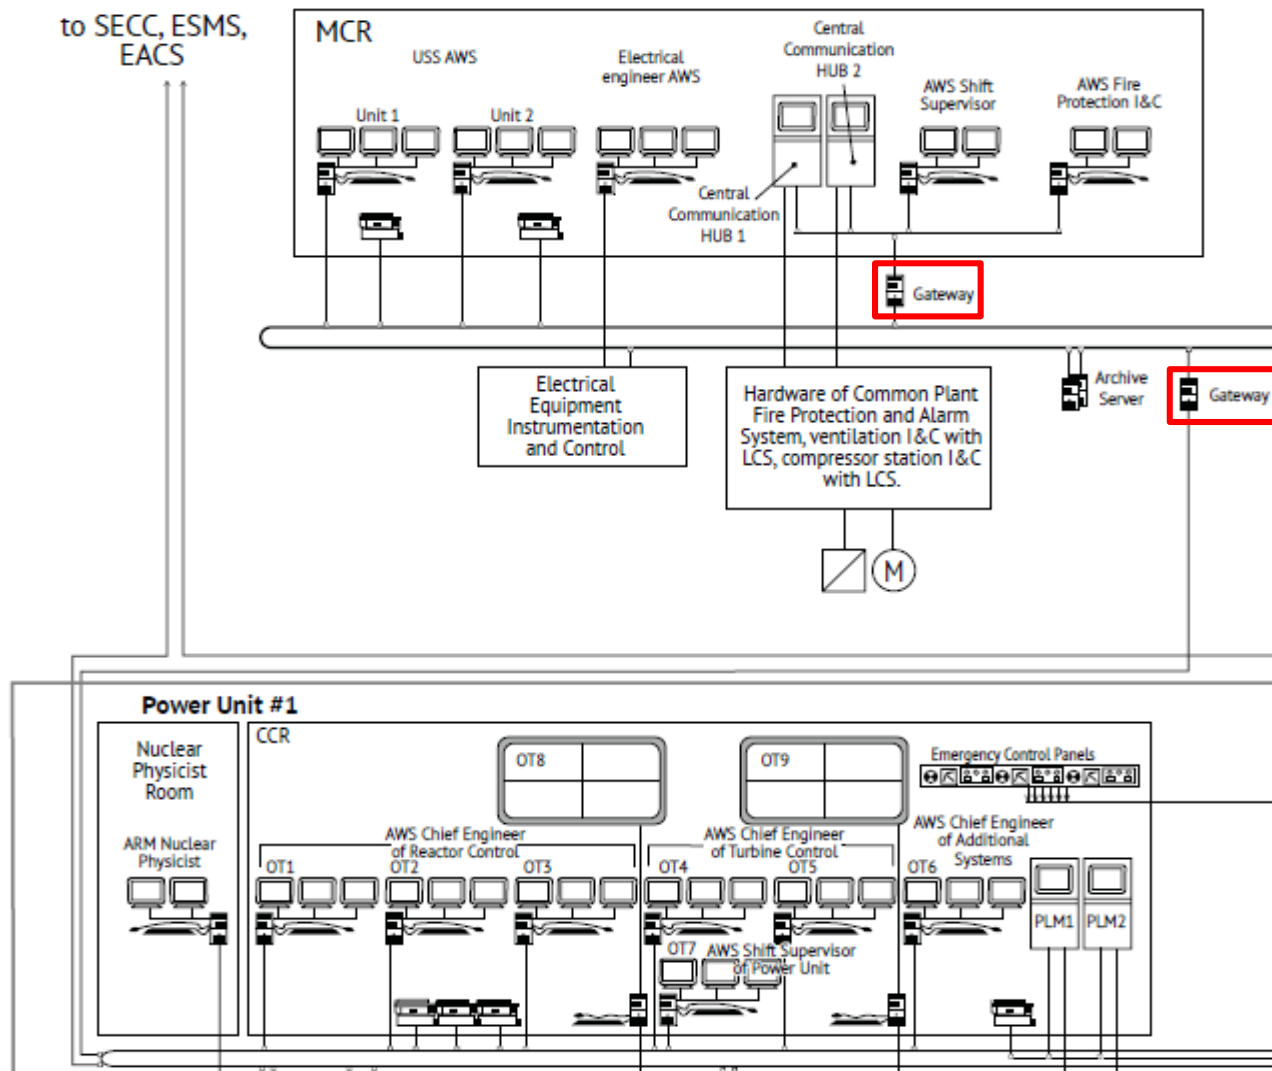 to SECC, ESMS,
EACS
MCR
USS AWS
Unit 1
Unit 2
Electrical
engineer AWS
Central
Communication
HUB 2
Central
Communication
HUB 1
AWS Shift
Supervisor
AWS Fire
Protection I&C
Gateway
Electrical
Equipment
Instrumentation
and Control
Hardware of Common Plant
Fire Protection and Alarm
System, ventilation I&C with
LCS, compressor station I&C
with LCS.
Archive
Server
Gateway
M
Power Unit #1
Nuclear
Physicist
Room
ARM Nuclear
Physicist
CCR
OT8
OT9
Emergency Control Panels
AWS Chief Engineer
of Reactor Control
OT1
OT2
OT3
AWS Chief Engineer
of Turbine Control
OT4
OT5
AWS Chief Engineer
of Additional
Systems
OT6
PLM1
PLM2
OT7
AWS Shift Supervisor
of Power Unit